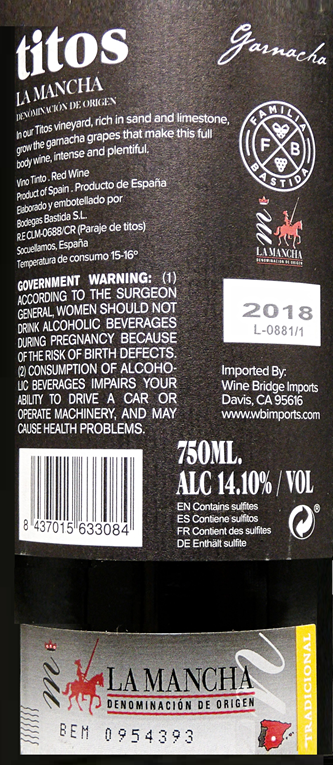 titos
Garnacha
LA MANCHA
DENOMINACIÓN DE ORIGEN
In our Titos vineyard, rich in sand and limestone,
grow the garnacha grapes that make this full
body wine, intense and plentiful.
FAMILIA
F B
BASTIDA
Vino Tinto . Red Wine
Product of Spain . Producto de España
Elaborado y embotellado por
Bodegas Bastida S.L.
R.E CLM-0688/CR (Paraje de titos)
Socuellamos, España
Temperatura de consumo 15-16º
m
LA MANCHA
DENOMINACIÓN DE ORIGEN
GOVERNMENT WARNING: (1)
ACCORDING TO THE SURGEON
GENERAL, WOMEN SHOULD NOT
DRINK ALCOHOLIC BEVERAGES
DURING PREGNANCY BECAUSE
OF THE RISK OF BIRTH DEFECTS.
(2) CONSUMPTION OF ALCOHO-
LIC BEVERAGES IMPAIRS YOUR
ABILITY TO DRIVE A CAR OR
OPERATE MACHINERY, AND MAY
CAUSE HEALTH PROBLEMS.
2018
L-0881/1
Imported By:
Wine Bridge Imports
Davis, CA 95616
www.wbimports.com
8 437015 633084
750ML.
ALC 14.10% / VOL
EN Contains sulfites
ES Contiene sulfitos
FR Contient des sulfites
DE Enthält sulfite
m
LA MANCHA
DENOMINACIÓN DE ORIGEN
BEM 0954393
m
TRADICIONAL